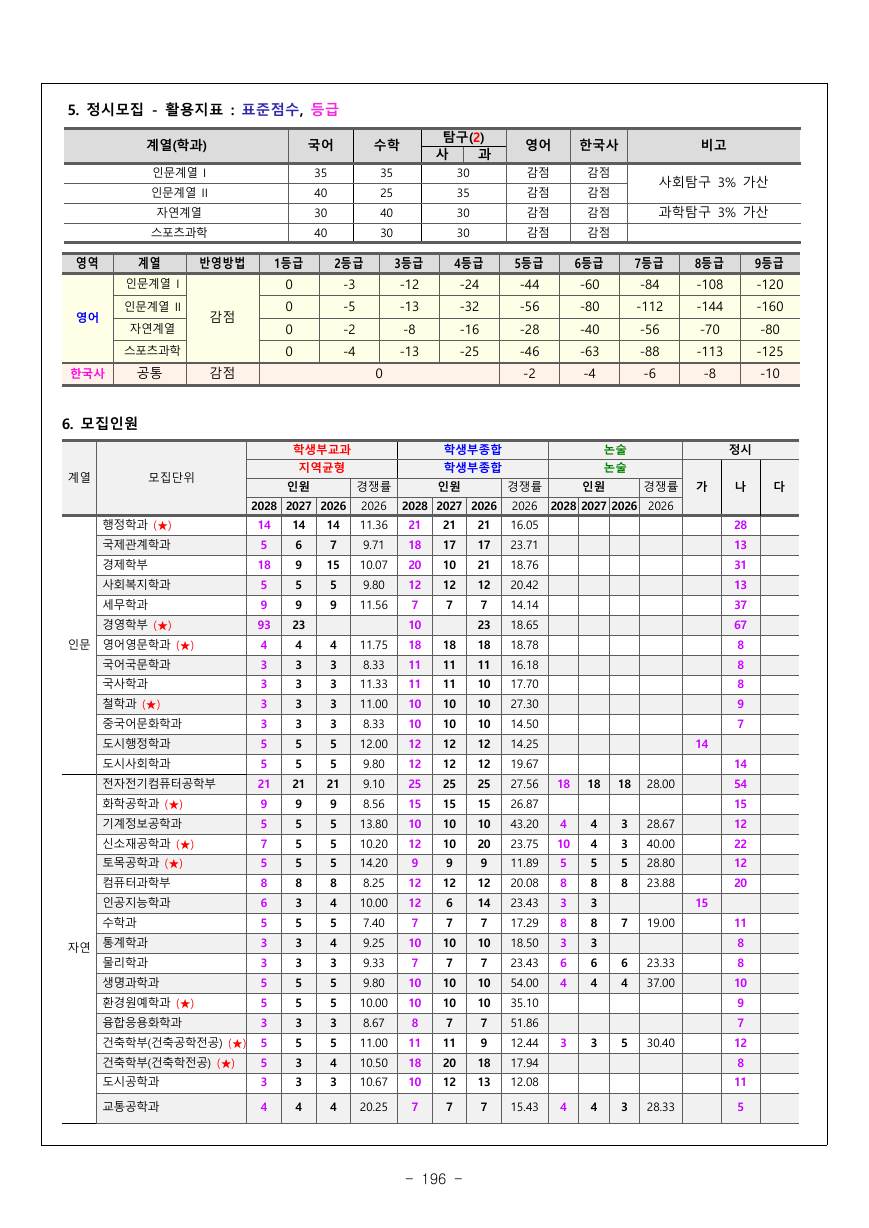 5. 정시모집 - 활용지표 : 표준점수, 등급
계열(학과) 국어 수학 탐구(2) 영어 한국사 비고
사 과
인문계열 I 35 35 30 감점 감점 사회탐구 3% 가산
인문계열 II 40 25 35 감점 감점
자연계열 30 40 30 감점 감점 과학탐구 3% 가산
스포츠과학 40 30 30 감점 감점
영역 계열 반영방법 1등급 2등급 3등급 4등급 5등급 6등급 7등급 8등급 9등급
영어 인문계열 I 감점 0 -3 -12 -24 -44 -60 -84 -108 -120
인문계열 II 0 -5 -13 -32 -56 -80 -112 -144 -160
자연계열 0 -2 -8 -16 -28 -40 -56 -70 -80
스포츠과학 0 -4 -13 -25 -46 -63 -88 -113 -125
한국사 공통 감점 0 -2 -4 -6 -8 -10
6. 모집인원
계열 모집단위 학생부교과 학생부종합 논술 정시
지역균형 학생부종합 논술 가 나 다
인원 경쟁률 인원 경쟁률 인원 경쟁률
2028 2027 2026 2026 2028 2027 2026 2026 2028 2027 2026 2026
인문 행정학과 (★) 14 14 14 11.36 21 21 21 16.05 28
국제관계학과 5 6 7 9.71 18 17 17 23.71 13
경제학부 18 9 15 10.07 20 10 21 18.76 31
사회복지학과 5 5 5 9.80 12 12 12 20.42 13
세무학과 9 9 9 11.56 7 7 7 14.14 37
경영학부 (★) 93 23 10 23 18.65 67
영어영문학과 (★) 4 4 4 11.75 18 18 18 18.78 8
국어국문학과 3 3 3 8.33 11 11 11 16.18 8
국사학과 3 3 3 11.33 11 11 10 17.70 8
철학과 (★) 3 3 3 11.00 10 10 10 27.30 9
중국어문화학과 3 3 3 8.33 10 10 10 14.50 7
도시행정학과 5 5 5 12.00 12 12 12 14.25 14
도시사회학과 5 5 5 9.80 12 12 12 19.67 14
자연 전자전기컴퓨터공학부 21 21 21 9.10 25 25 25 27.56 18 18 18 28.00 54
화학공학과 (★) 9 9 9 8.56 15 15 15 26.87 15
기계정보공학과 5 5 5 13.80 10 10 10 43.20 4 4 3 28.67 12
신소재공학과 (★) 7 5 5 10.20 12 10 20 23.75 10 4 3 40.00 22
토목공학과 (★) 5 5 5 14.20 9 9 9 11.89 5 5 5 28.80 12
컴퓨터과학부 8 8 8 8.25 12 12 12 20.08 8 8 8 23.88 20
인공지능학과 6 3 4 10.00 12 6 14 23.43 3 3 15
수학과 5 5 5 7.40 7 7 7 17.29 8 8 7 19.00 11
통계학과 3 3 4 9.25 10 10 10 18.50 3 3 8
물리학과 3 3 3 9.33 7 7 7 23.43 6 6 6 23.33 8
생명과학과 5 5 5 9.80 10 10 10 54.00 4 4 4 37.00 10
환경원예학과 (★) 5 5 5 10.00 10 10 10 35.10 9
융합응용화학과 3 3 3 8.67 8 7 7 51.86 7
건축학부(건축공학전공) (★) 5 5 5 11.00 11 11 9 12.44 3 3 5 30.40 12
건축학부(건축학전공) (★) 5 3 4 10.50 18 20 18 17.94 8
도시공학과 3 3 3 10.67 10 12 13 12.08 11
교통공학과 4 4 4 20.25 7 7 7 15.43 4 4 3 28.33 5
- 196 -